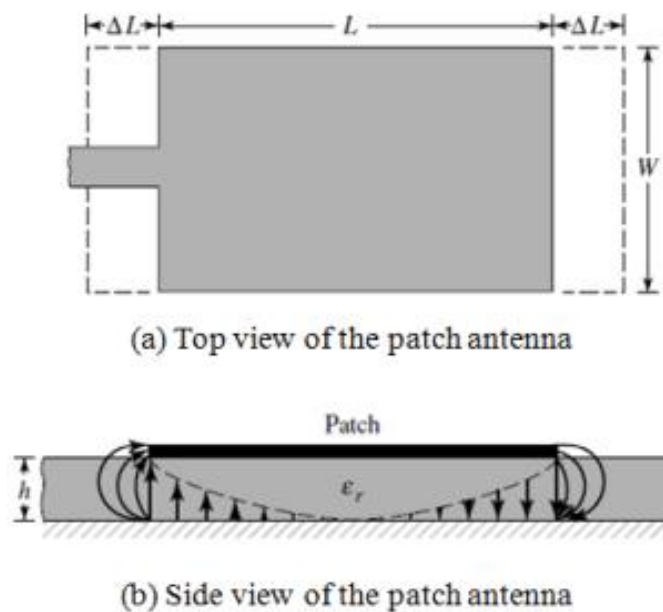 ΔL L ΔL
W
(a) Top view of the patch antenna
Patch
h
εr
(b) Side view of the patch antenna